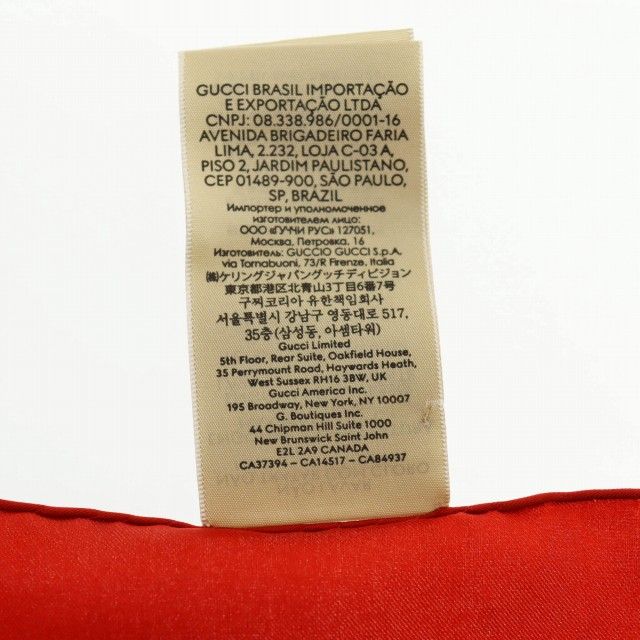 GUCCI BRASIL IMPORTAÇÃO
E EXPORTAÇÃO LTDA
CNPJ: 08.338.986/0001-16
AVENIDA BRIGADEIRO FARIA
LIMA, 2.232, LOJA C-03 A,
PISO 2, JARDIM PAULISTANO,
CEP 01489-900, SÃO PAULO,
SP, BRAZIL
Импортер и уполномоченное
изготовителем лицо:
ООО «ГУЧЧИ РУС» 127051,
Москва, Петровка, 16
Изготовитель: GUCCIO GUCCI S.p.A.
via Tornabuoni, 73/R Firenze, Italia
㈱ケリングジャパングッチディビジョン
東京都港区北青山3丁目6番7号
구찌코리아 유한책임회사
서울특별시 강남구 영동대로 517,
35층(삼성동, 아셈타워)
Gucci Limited
5th Floor, Rear Suite, Oakfield House,
35 Perrymount Road, Haywards Heath,
West Sussex RH16 3BW, UK
Gucci America Inc.
195 Broadway, New York, NY 10007
G. Boutiques Inc.
44 Chipman Hill Suite 1000
New Brunswick Saint John
E2L 2A9 CANADA
CA37394 – CA14517 – CA84937